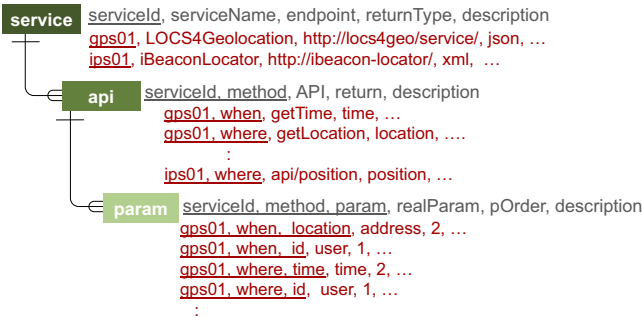 service serviceId, serviceName, endpoint, returnType, description
gps01, LOCS4Geolocation, http://locs4geo/service/, json, …
ips01, iBeaconLocator, http://ibeacon-locator/, xml, …
api serviceId, method, API, return, description
gps01, when, getTime, time, …
gps01, where, getLocation, location, ….
:
ips01, where, api/position, position, …
param serviceId, method, param, realParam, pOrder, description
gps01, when, location, address, 2, …
gps01, when, id, user, 1, …
gps01, where, time, time, 2, …
gps01, where, id, user, 1, …
: